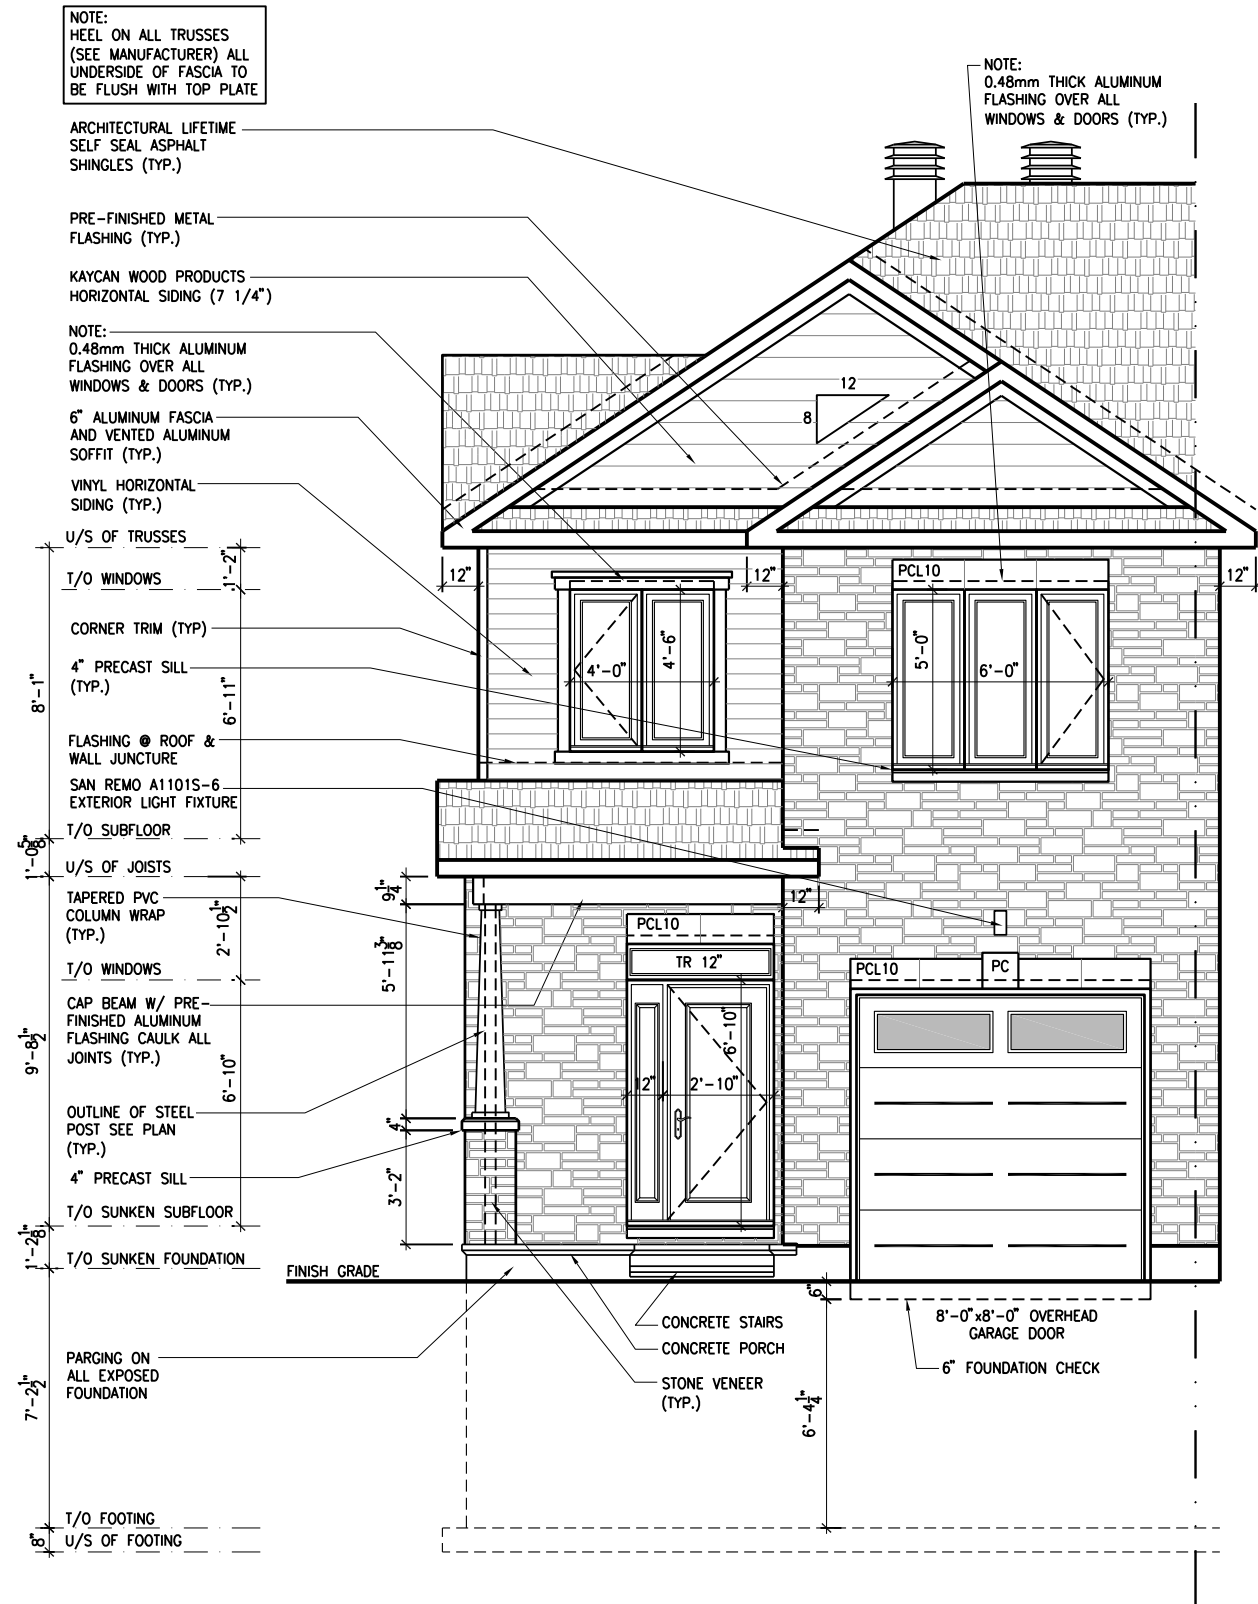 NOTE:
HEEL ON ALL TRUSSES
(SEE MANUFACTURER) ALL
UNDERSIDE OF FASCIA TO
BE FLUSH WITH TOP PLATE
NOTE:
0.48mm THICK ALUMINUM
FLASHING OVER ALL
WINDOWS & DOORS (TYP.)
ARCHITECTURAL LIFETIME
SELF SEAL ASPHALT
SHINGLES (TYP.)
PRE-FINISHED METAL
FLASHING (TYP.)
KAYCAN WOOD PRODUCTS
HORIZONTAL SIDING (7 1/4")
NOTE:
0.48mm THICK ALUMINUM
FLASHING OVER ALL
WINDOWS & DOORS (TYP.)
12
8
6" ALUMINUM FASCIA
AND VENTED ALUMINUM
SOFFIT (TYP.)
VINYL HORIZONTAL
SIDING (TYP.)
U/S OF TRUSSES
1'-2"
T/O WINDOWS
12"
12"
PCL10
12"
CORNER TRIM (TYP)
4" PRECAST SILL
(TYP.)
8'-1"
6'-11"
4'-0"
4'-6"
5'-0"
6'-0"
FLASHING @ ROOF &
WALL JUNCTURE
SAN REMO A1101S-6
EXTERIOR LIGHT FIXTURE
T/O SUBFLOOR
1'-0 5/8"
U/S OF JOISTS
9 1/4"
12"
TAPERED PVC
COLUMN WRAP
(TYP.)
2'-10 1/2"
5'-11 3/8"
PCL10
TR 12"
T/O WINDOWS
PCL10
PC
CAP BEAM W/ PRE-
FINISHED ALUMINUM
FLASHING CAULK ALL
JOINTS (TYP.)
9'-8 1/2"
6'-10"
6'-10"
12"
2'-10"
OUTLINE OF STEEL
POST SEE PLAN
(TYP.)
4"
4" PRECAST SILL
3'-2"
T/O SUNKEN SUBFLOOR
1'-2 1/8"
T/O SUNKEN FOUNDATION
FINISH GRADE
6"
CONCRETE STAIRS
CONCRETE PORCH
STONE VENEER
(TYP.)
8'-0"x8'-0" OVERHEAD
GARAGE DOOR
6" FOUNDATION CHECK
PARGING ON
ALL EXPOSED
FOUNDATION
7'-2 1/2"
6'-4 1/4"
T/O FOOTING
8"
U/S OF FOOTING